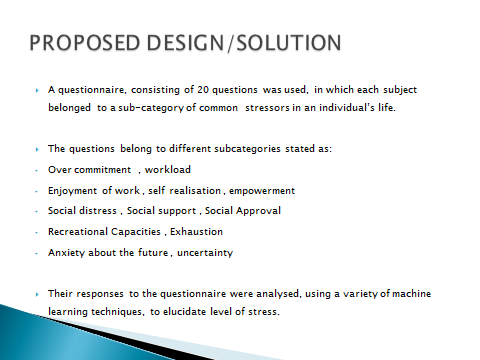 PROPOSED DESIGN/SOLUTION
A questionnaire, consisting of 20 questions was used, in which each subject
belonged to a sub-category of common stressors in an individual's life.
The questions belong to different subcategories stated as:
- Over commitment , workload
- Enjoyment of work , self realisation , empowerment
- Social distress , Social support , Social Approval
- Recreational Capacities , Exhaustion
- Anxiety about the future , uncertainty
Their responses to the questionnaire were analysed, using a variety of machine
learning techniques, to elucidate level of stress.